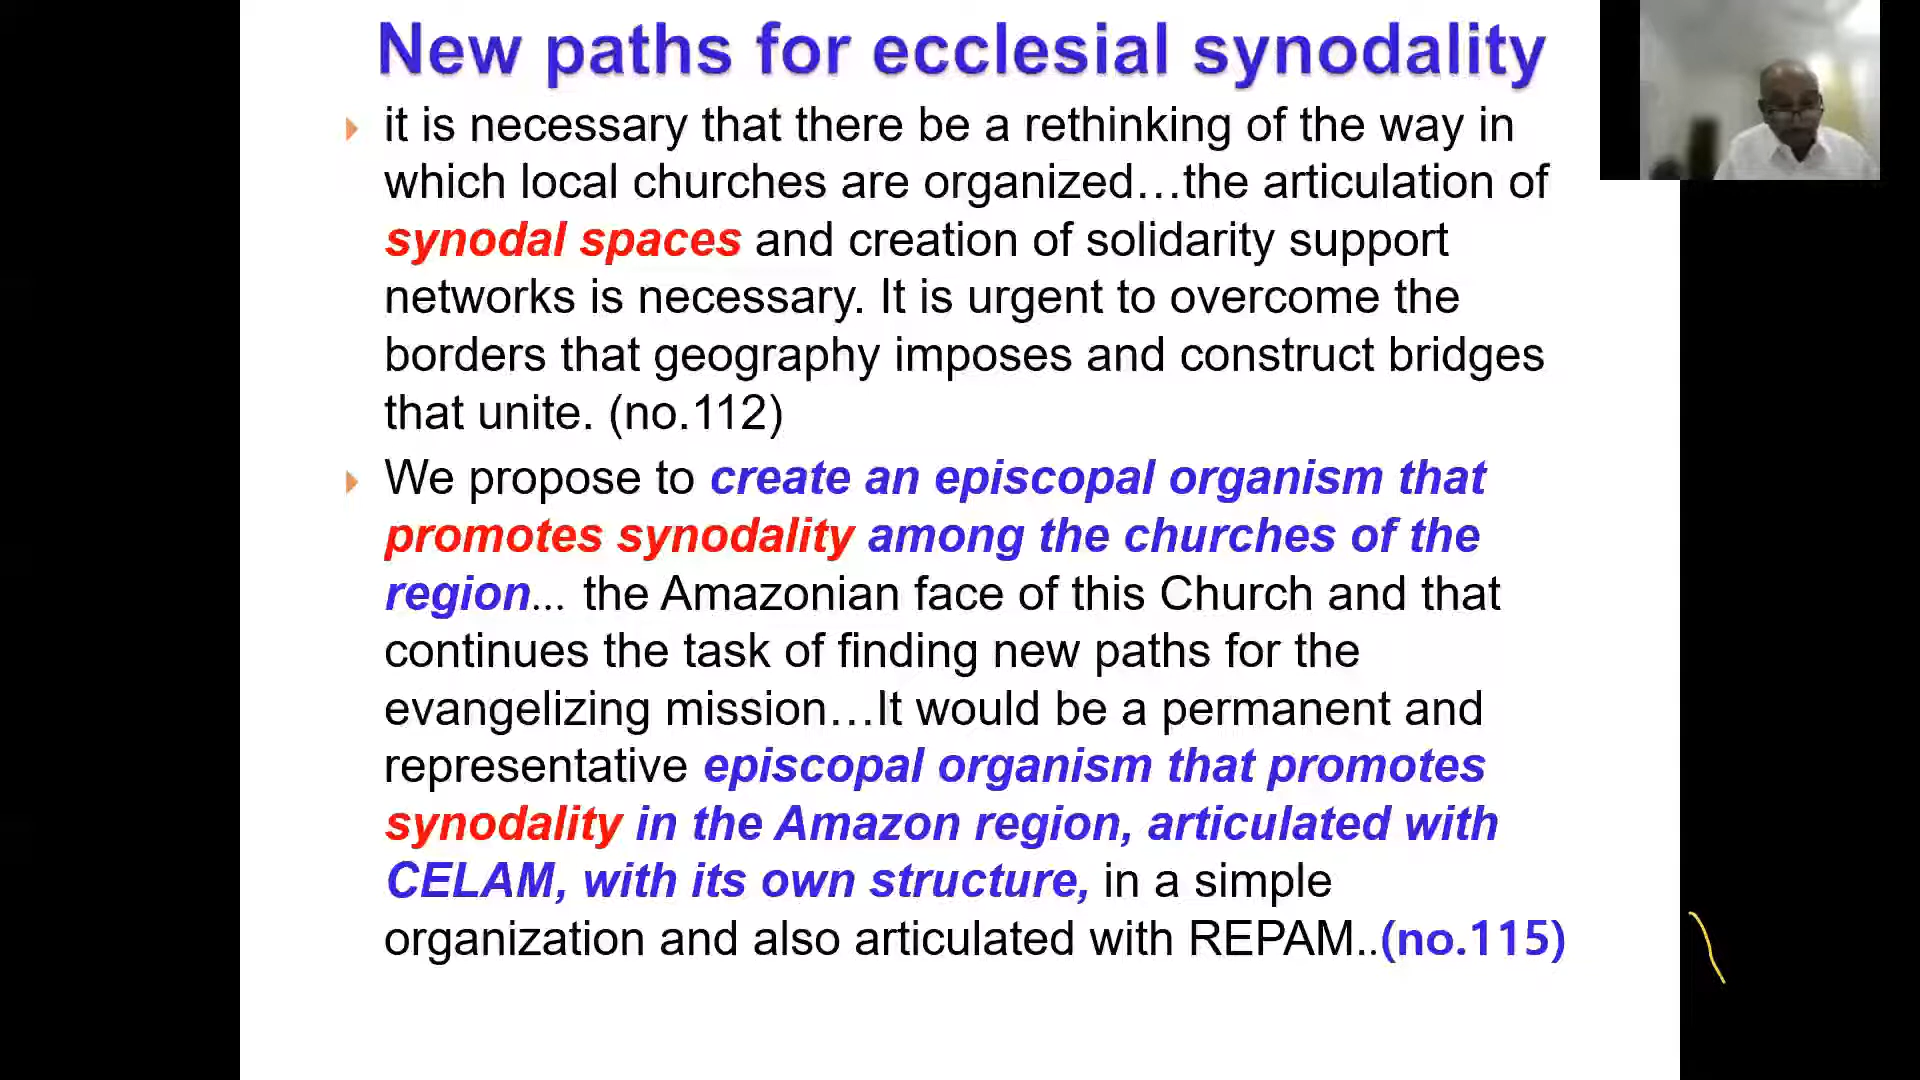 New paths for ecclesial synodality
it is necessary that there be a rethinking of the way in
which local churches are organized…the articulation of
synodal spaces and creation of solidarity support
networks is necessary. It is urgent to overcome the
borders that geography imposes and construct bridges
that unite. (no.112)
We propose to create an episcopal organism that
promotes synodality among the churches of the
region... the Amazonian face of this Church and that
continues the task of finding new paths for the
evangelizing mission…It would be a permanent and
representative episcopal organism that promotes
synodality in the Amazon region, articulated with
CELAM, with its own structure, in a simple
organization and also articulated with REPAM..(no.115)